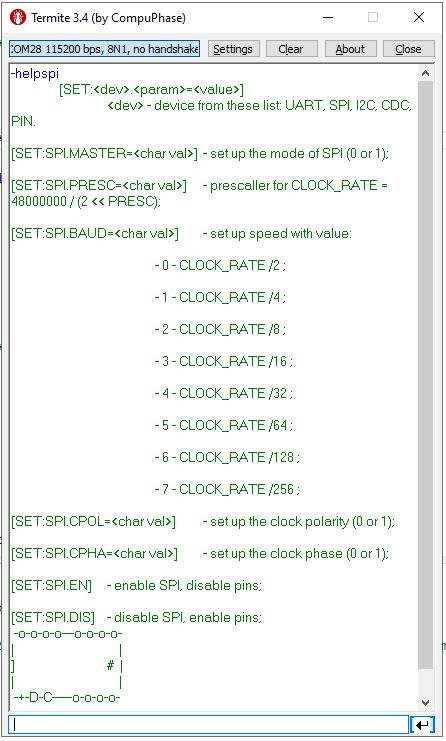 Termite 3.4 (by CompuPhase)
COM28 115200 bps, 8N1, no handshake
Settings
Clear
About
Close
-helpspi
[SET:<dev>.<param>=<value>]
<dev> - device from these list: UART, SPI, I2C, CDC,
PIN.
[SET:SPI.MASTER=<char val>] - set up the mode of SPI (0 or 1);
[SET:SPI.PRESC=<char val>] - prescaller for CLOCK_RATE =
48000000 / (2 << PRESC);
[SET:SPI.BAUD=<char val>] - set up speed with value:
- 0 - CLOCK_RATE /2 ;
- 1 - CLOCK_RATE /4 ;
- 2 - CLOCK_RATE /8 ;
- 3 - CLOCK_RATE /16 ;
- 4 - CLOCK_RATE /32 ;
- 5 - CLOCK_RATE /64 ;
- 6 - CLOCK_RATE /128 ;
- 7 - CLOCK_RATE /256 ;
[SET:SPI.CPOL=<char val>] - set up the clock polarity (0 or 1);
[SET:SPI.CPHA=<char val>] - set up the clock phase (0 or 1);
[SET:SPI.EN] - enable SPI, disable pins;
[SET:SPI.DIS] - disable SPI, enable pins;
-o-o-o-o---o-o-o-o-
| |
] # |
| |
-+-D-C----o-o-o-o-